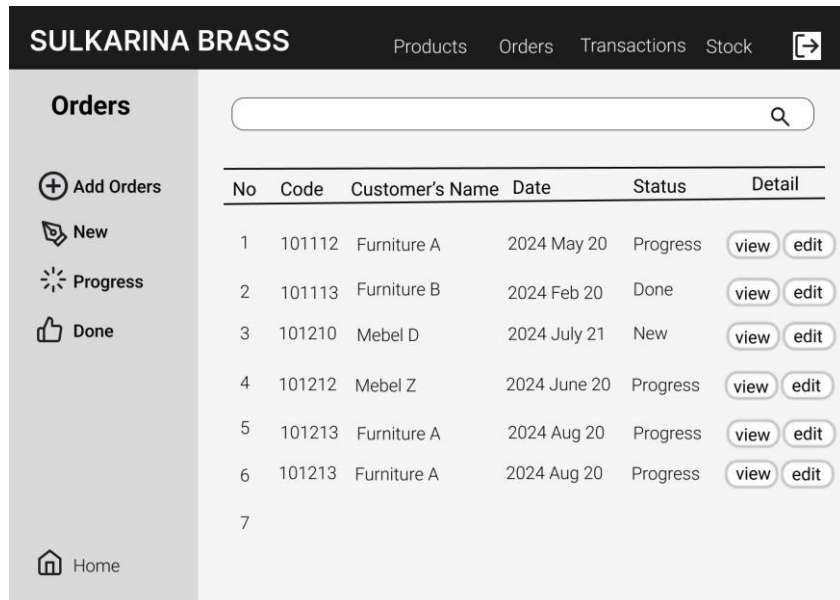 SULKARINA BRASS Products Orders Transactions Stock
Orders
Add Orders
New
Progress
Done
Home
No Code Customer's Name Date Status Detail
1 101112 Furniture A 2024 May 20 Progress view edit
2 101113 Furniture B 2024 Feb 20 Done view edit
3 101210 Mebel D 2024 July 21 New view edit
4 101212 Mebel Z 2024 June 20 Progress view edit
5 101213 Furniture A 2024 Aug 20 Progress view edit
6 101213 Furniture A 2024 Aug 20 Progress view edit
7